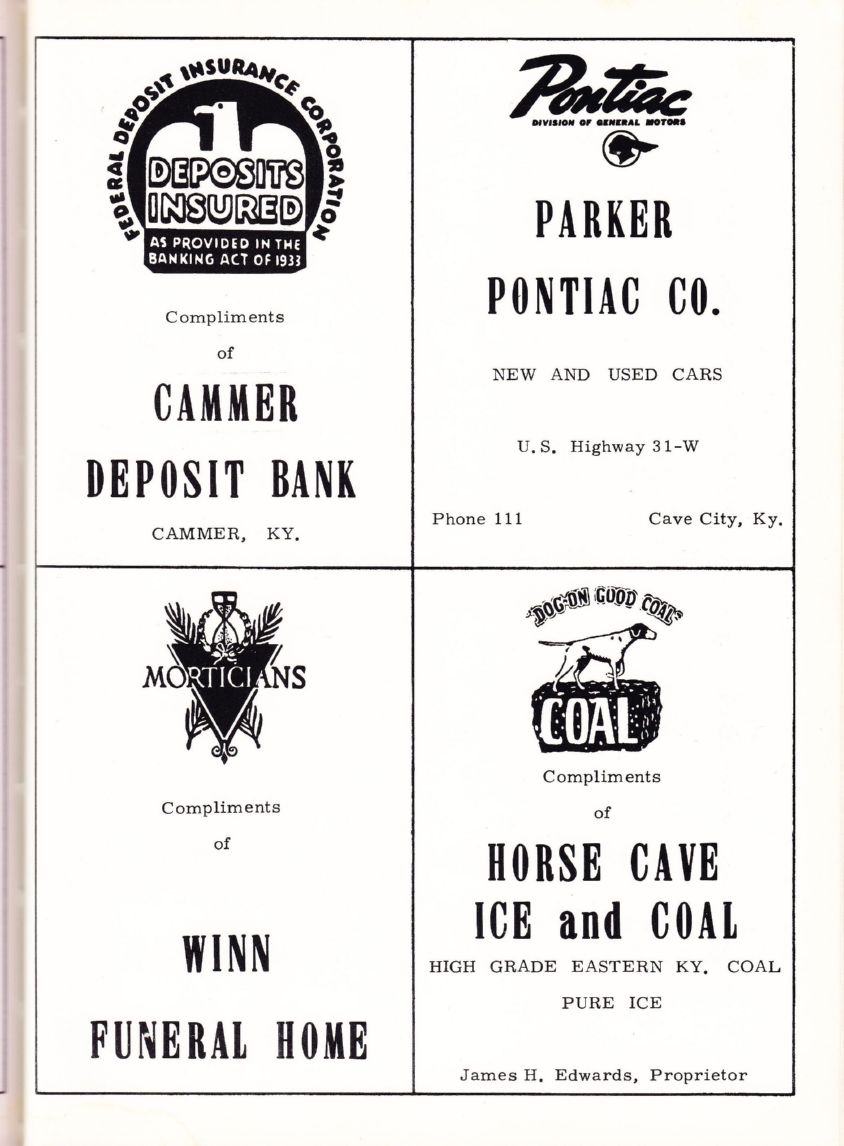 FEDERAL DEPOSIT INSURANCE CORPORATION
DEPOSITS
INSURED
AS PROVIDED IN THE
BANKING ACT OF 1933
Compliments
of
CAMMER
DEPOSIT BANK
CAMMER, KY.
Pontiac
DIVISION OF GENERAL MOTORS
PARKER
PONTIAC CO.
NEW AND USED CARS
U.S. Highway 31-W
Phone 111 Cave City, Ky.
MORTICIANS
Compliments
of
WINN
FUNERAL HOME
"DOG-ON GOOD COAL"
COAL
Compliments
of
HORSE CAVE
ICE and COAL
HIGH GRADE EASTERN KY. COAL
PURE ICE
James H. Edwards, Proprietor